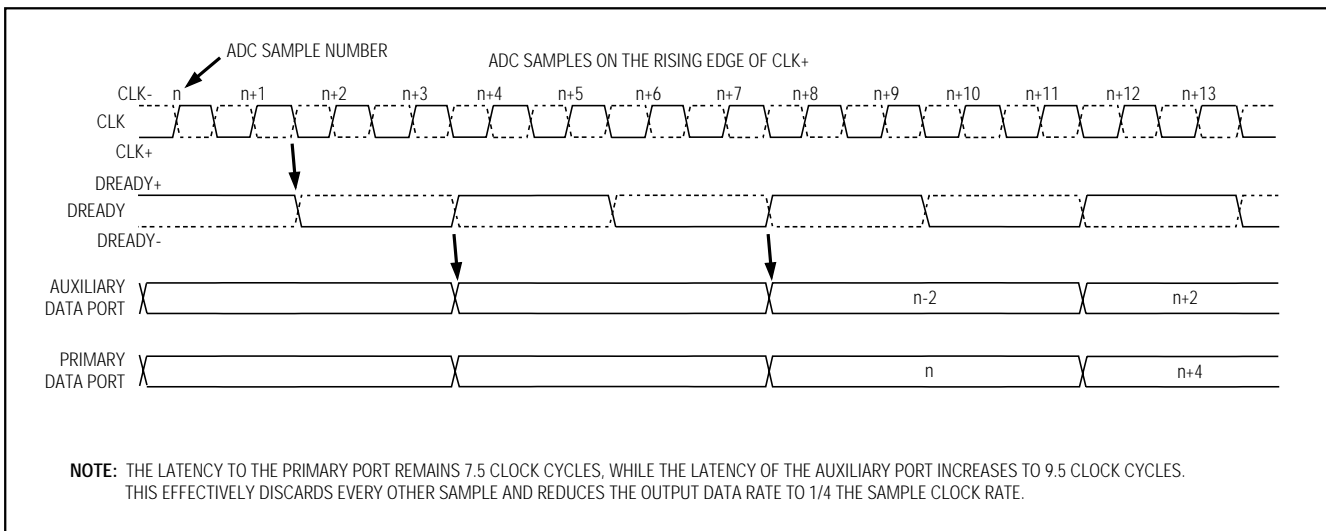 ADC SAMPLE NUMBER
ADC SAMPLES ON THE RISING EDGE OF CLK+
CLK- n n+1 n+2 n+3 n+4 n+5 n+6 n+7 n+8 n+9 n+10 n+11 n+12 n+13
CLK
CLK+
DREADY+
DREADY
DREADY-
AUXILIARY
DATA PORT
n-2 n+2
PRIMARY
DATA PORT
n n+4
NOTE: THE LATENCY TO THE PRIMARY PORT REMAINS 7.5 CLOCK CYCLES, WHILE THE LATENCY OF THE AUXILIARY PORT INCREASES TO 9.5 CLOCK CYCLES.
THIS EFFECTIVELY DISCARDS EVERY OTHER SAMPLE AND REDUCES THE OUTPUT DATA RATE TO 1/4 THE SAMPLE CLOCK RATE.